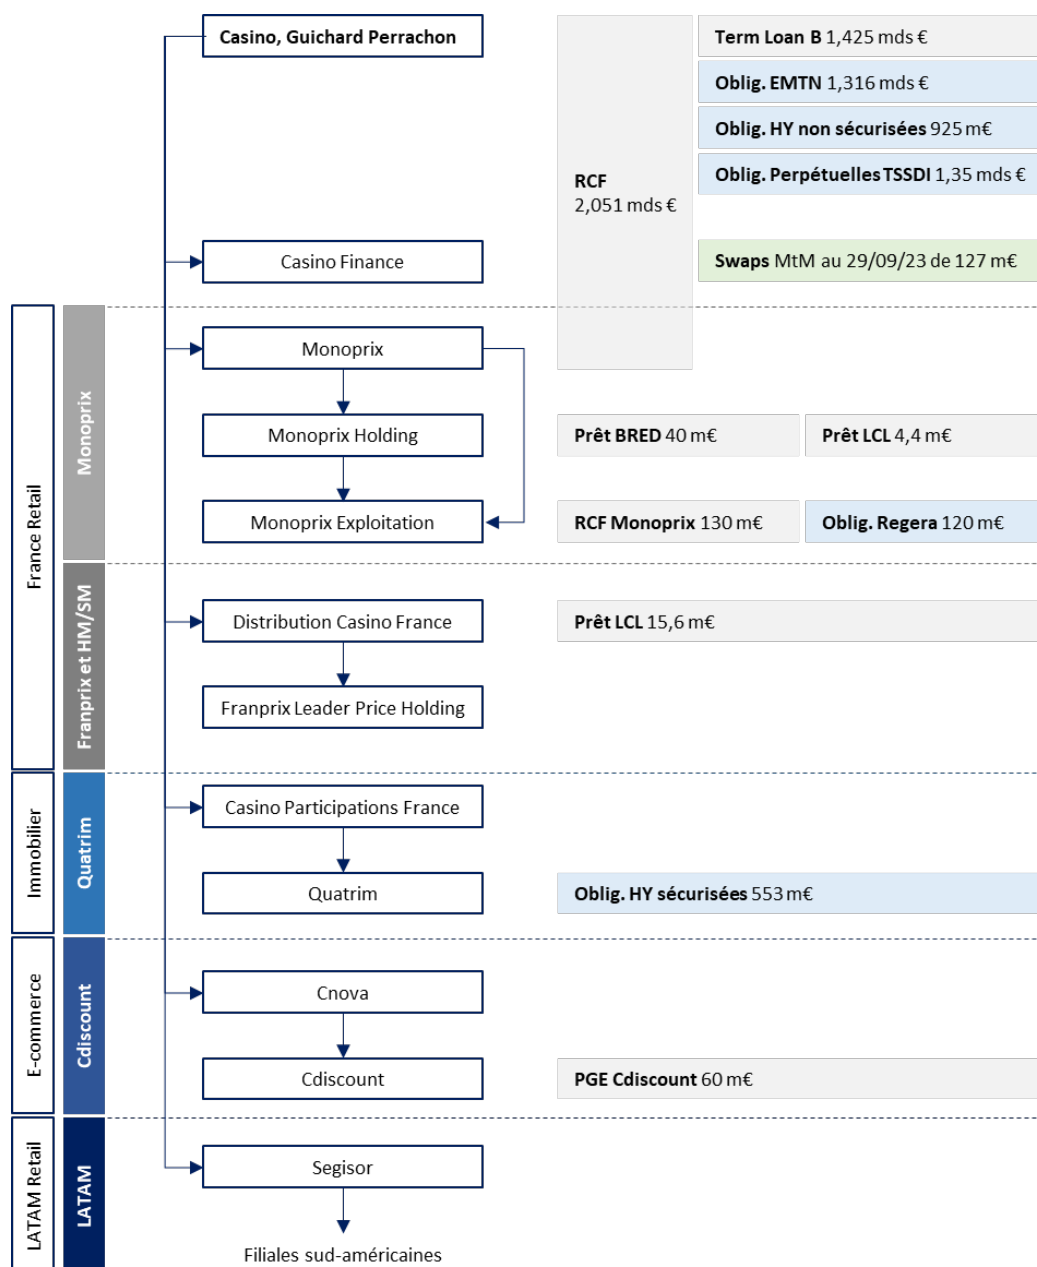 Casino, Guichard Perrachon
Term Loan B 1,425 mds €
Oblig. EMTN 1,316 mds €
Oblig. HY non sécurisées 925 m€
Oblig. Perpétuelles TSSDI 1,35 mds €
RCF
2,051 mds €
Casino Finance
Swaps MtM au 29/09/23 de 127 m€
France Retail
Monoprix
Monoprix
Monoprix Holding
Prêt BRED 40 m€
Prêt LCL 4,4 m€
Monoprix Exploitation
RCF Monoprix 130 m€
Oblig. Regera 120 m€
Franprix et HM/SM
Distribution Casino France
Prêt LCL 15,6 m€
Franprix Leader Price Holding
Immobilier
Quatrim
Casino Participations France
Quatrim
Oblig. HY sécurisées 553 m€
E-commerce
Cdiscount
Cnova
Cdiscount
PGE Cdiscount 60 m€
LATAM Retail
LATAM
Segisor
Filiales sud-américaines